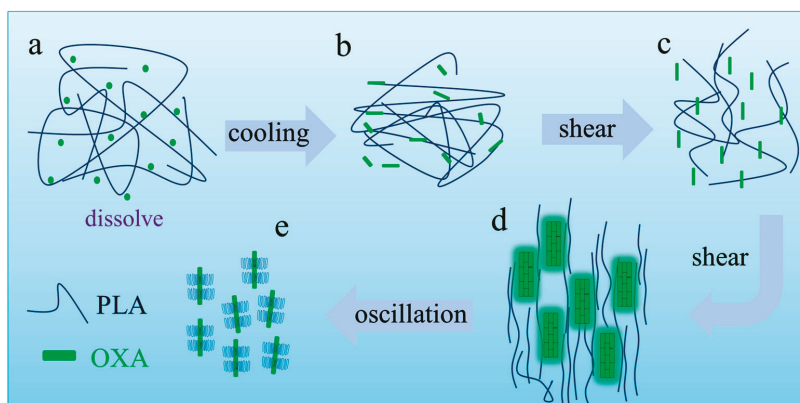 a
b
c
cooling
shear
dissolve
d
e
shear
PLA
oscillation
OXA